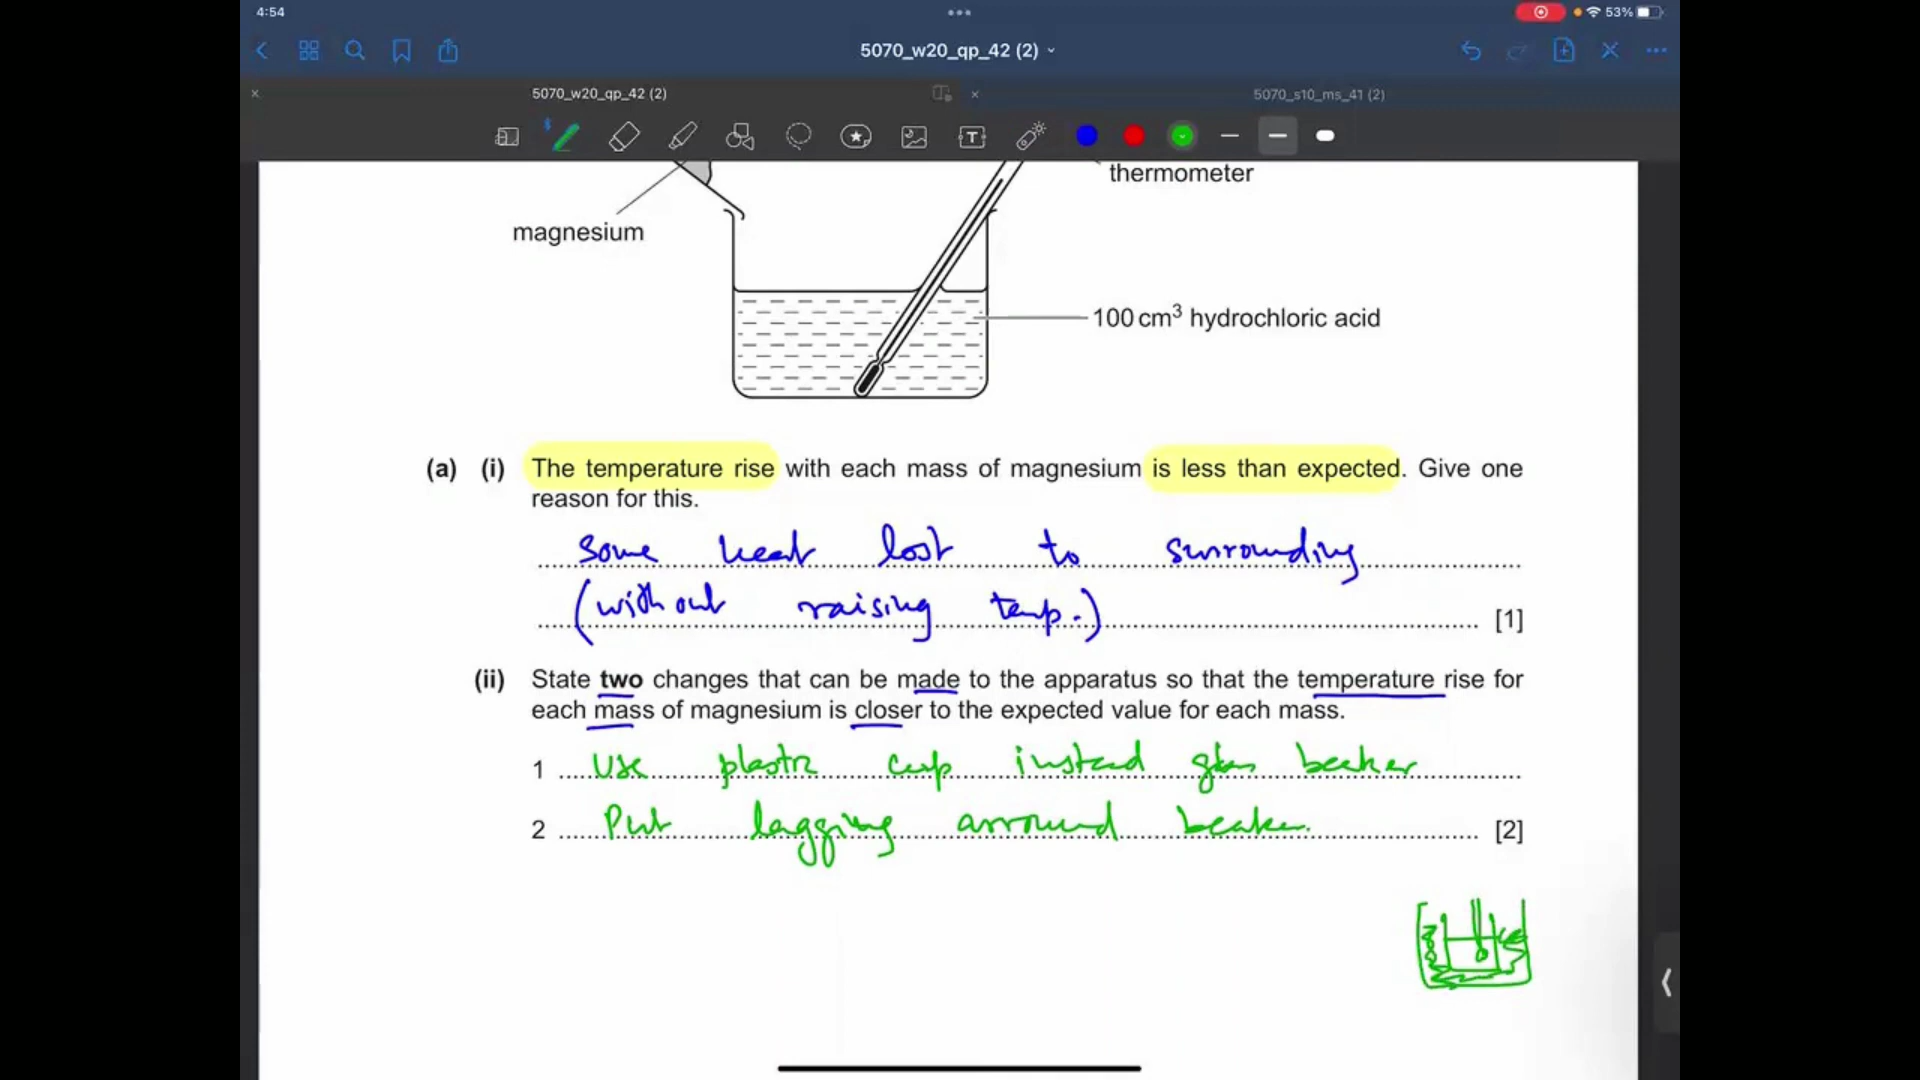 4:54
53%
5070_w20_qp_42 (2)
5070_w20_qp_42 (2)
5070_s10_ms_41 (2)
thermometer
magnesium
100 cm³ hydrochloric acid
(a) (i) The temperature rise with each mass of magnesium is less than expected. Give one
reason for this.
Some heat lost to surrounding
(without raising temp.) [1]
(ii) State two changes that can be made to the apparatus so that the temperature rise for
each mass of magnesium is closer to the expected value for each mass.
1 Use plastic cup instead glass beaker
2 Put lagging arround beaker. [2]